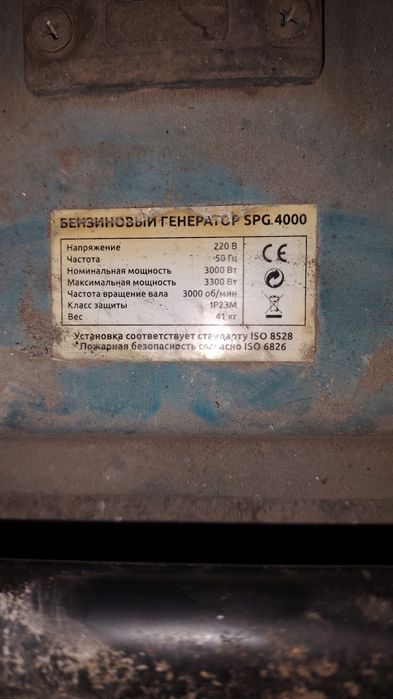 БЕНЗИНОВЫЙ ГЕНЕРАТОР SPG.4000
Напряжение 220 В
Частота 50 Гц
Номинальная мощность 3000 Вт
Максимальная мощность 3300 Вт
Частота вращение вала 3000 об/мин
Класс защиты 1P23M
Вес 41 кг
CE
Установка соответствует стандарту ISO 8528
*Пожарная безопасность согласно ISO 6826